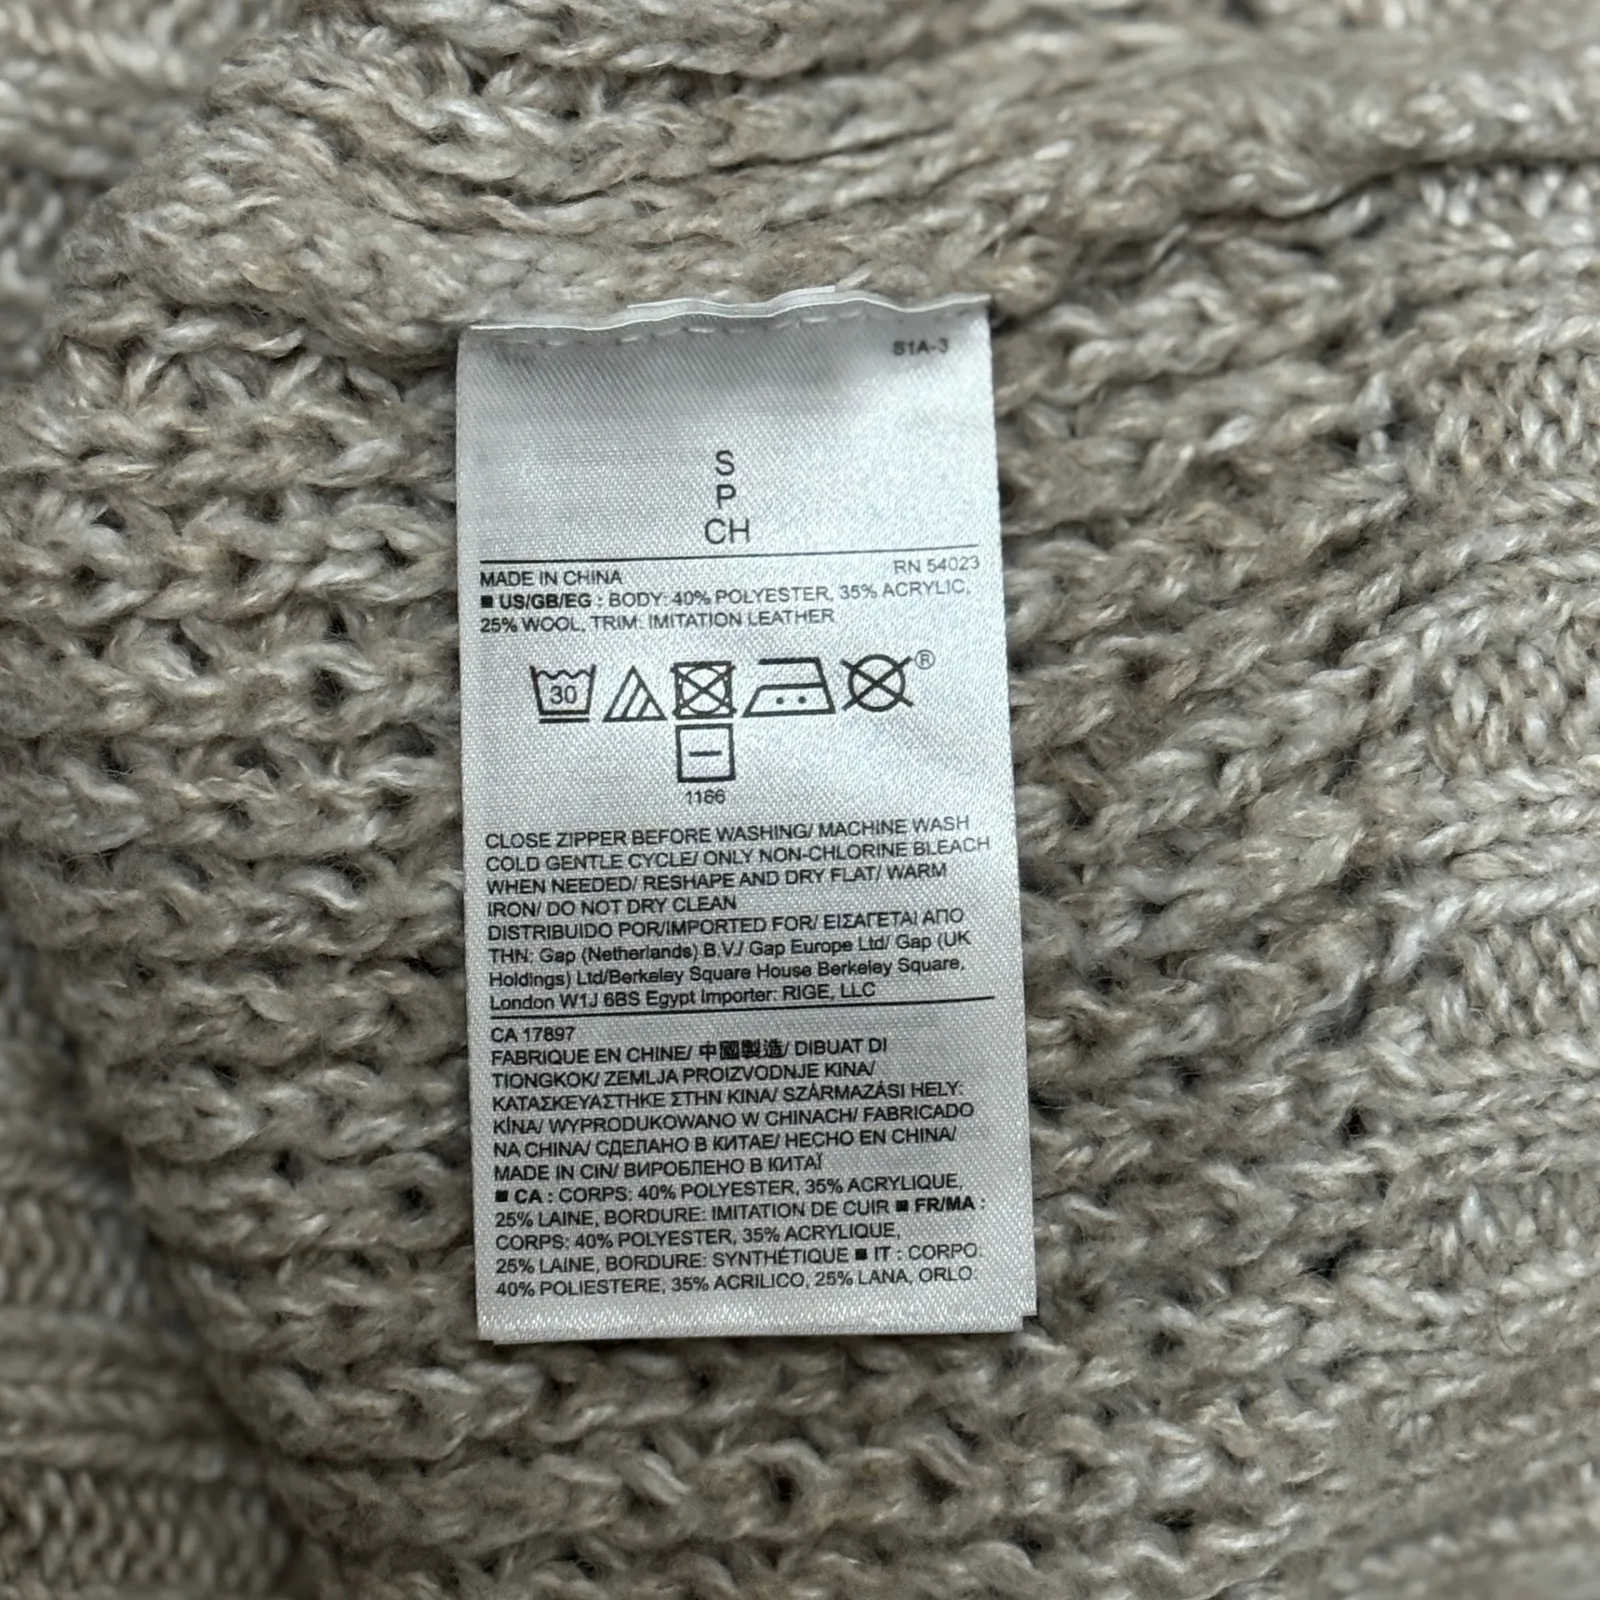 S1A-3
S
P
CH
MADE IN CHINA RN 54023
■ US/GB/EG : BODY: 40% POLYESTER, 35% ACRYLIC,
25% WOOL, TRIM: IMITATION LEATHER
30 ®
1166
CLOSE ZIPPER BEFORE WASHING/ MACHINE WASH
COLD GENTLE CYCLE/ ONLY NON-CHLORINE BLEACH
WHEN NEEDED/ RESHAPE AND DRY FLAT/ WARM
IRON/ DO NOT DRY CLEAN
DISTRIBUIDO POR/IMPORTED FOR/ ΕΙΣΑΓΕΤΑΙ ΑΠΟ
ΤΗΝ: Gap (Netherlands) B.V./ Gap Europe Ltd/ Gap (UK
Holdings) Ltd/Berkeley Square House Berkeley Square,
London W1J 6BS Egypt Importer: RIGE, LLC
CA 17897
FABRIQUE EN CHINE/ 中國製造/ DIBUAT DI
TIONGKOK/ ZEMLJA PROIZVODNJE KINA/
ΚΑΤΑΣΚΕΥΑΣΤΗΚΕ ΣΤΗΝ ΚΙΝΑ/ SZÁRMAZÁSI HELY:
KÍNA/ WYPRODUKOWANO W CHINACH/ FABRICADO
NA CHINA/ СДЕЛАНО В КИТАЕ/ HECHO EN CHINA/
MADE IN CIN/ ВИРОБЛЕНО В КИТАЇ
■ CA : CORPS: 40% POLYESTER, 35% ACRYLIQUE,
25% LAINE, BORDURE: IMITATION DE CUIR ■ FR/MA :
CORPS: 40% POLYESTER, 35% ACRYLIQUE,
25% LAINE, BORDURE: SYNTHÉTIQUE ■ IT : CORPO:
40% POLIESTERE, 35% ACRILICO, 25% LANA, ORLO: